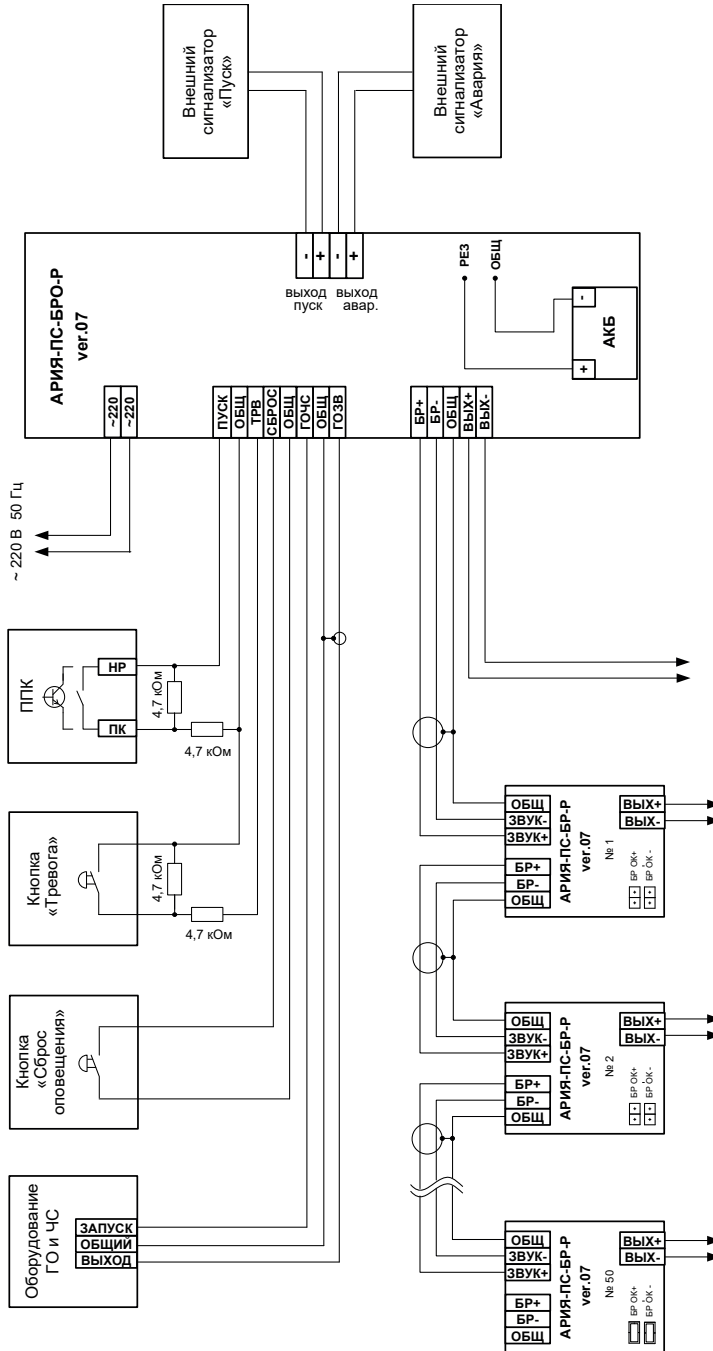 Внешний
сигнализатор
«Пуск»
Внешний
сигнализатор
«Авария»
АРИЯ-ПС-БРО-Р
ver.07
-
+
-
+
выход
пуск
выход
авар.
РЕЗ
ОБЩ
+
-
АКБ
~220
~220
ПУСК
ОБЩ
ТРВ
СБРОС
ОБЩ
ГОЧС
ОБЩ
ГОЗВ
БР+
БР-
ОБЩ
ВЫХ+
ВЫХ-
~ 220 В 50 Гц
ППК
НР
ПК
4,7 кОм
4,7 кОм
Кнопка
«Тревога»
4,7 кОм
4,7 кОм
Кнопка
«Сброс
оповещения»
Оборудование
ГО и ЧС
ЗАПУСК
ОБЩИЙ
ВЫХОД
ОБЩ
ЗВУК-
ЗВУК+
БР+
БР-
ОБЩ
АРИЯ-ПС-БР-Р
ver.07
№ 1
ВЫХ+
ВЫХ-
БР ОК+
БР ОК -
ОБЩ
ЗВУК-
ЗВУК+
БР+
БР-
ОБЩ
АРИЯ-ПС-БР-Р
ver.07
№ 2
ВЫХ+
ВЫХ-
БР ОК+
БР ОК -
ОБЩ
ЗВУК-
ЗВУК+
БР+
БР-
ОБЩ
АРИЯ-ПС-БР-Р
ver.07
№ 50
ВЫХ+
ВЫХ-
БР ОК+
БР ОК -